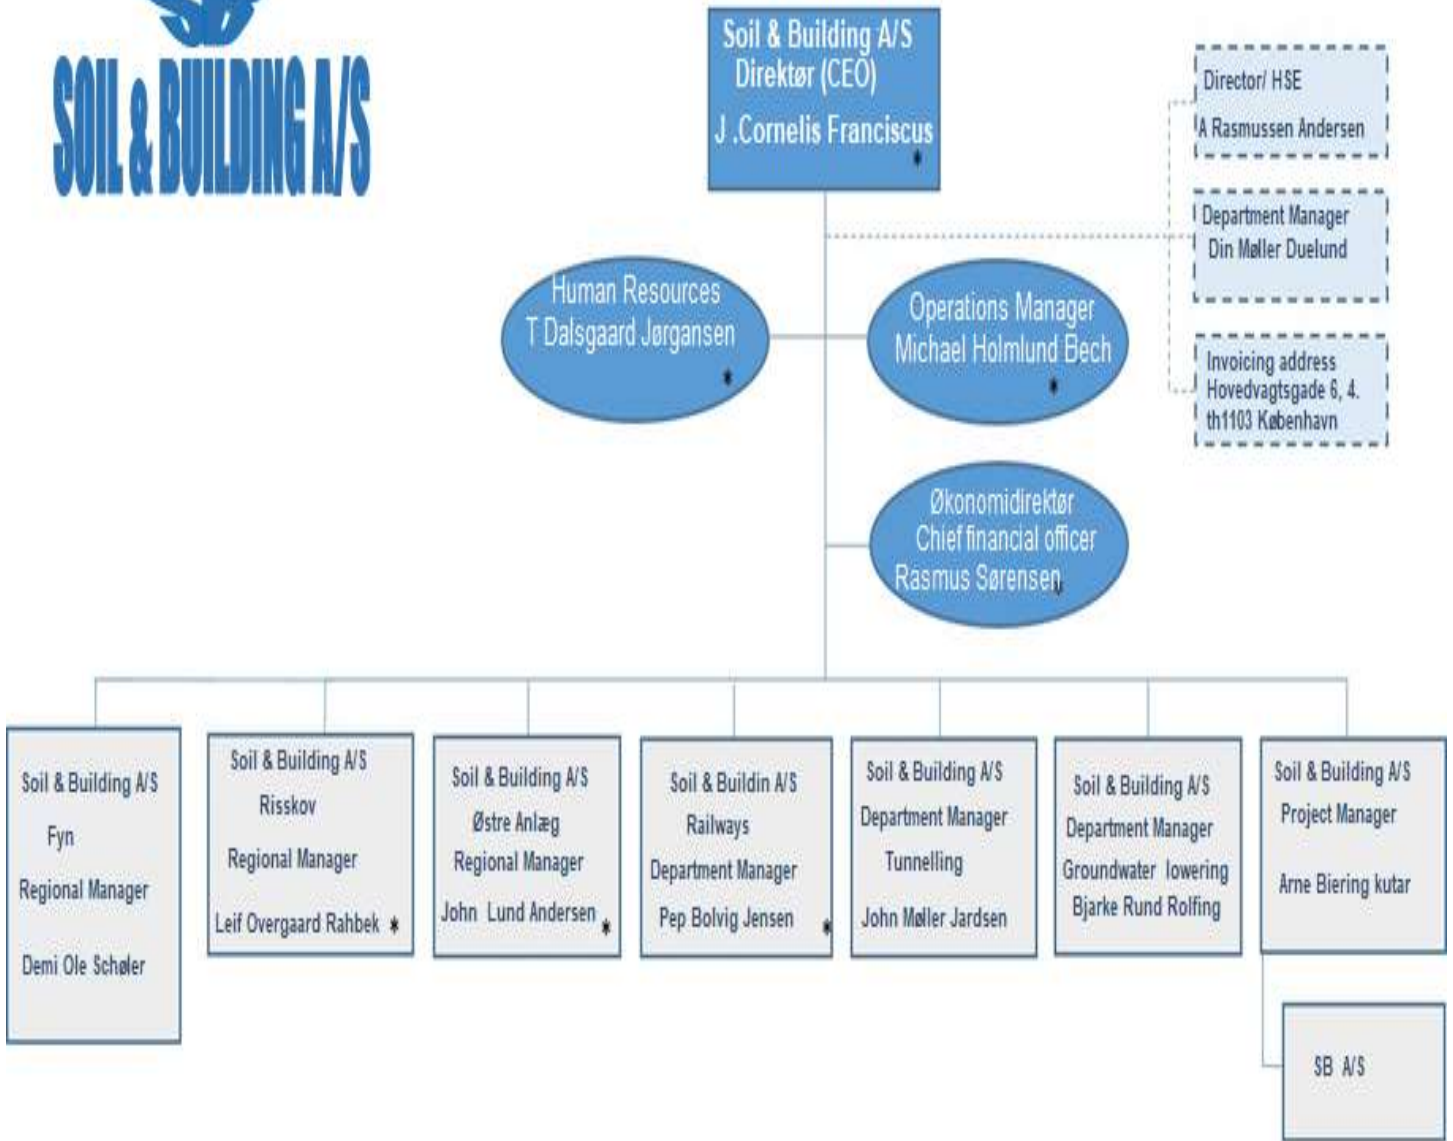 SOIL & BUILDING A/S
Soil & Building A/S
Direktør (CEO)
J .Cornelis Franciscus
*
Director/ HSE
A Rasmussen Andersen
Department Manager
Din Møller Duelund
Invoicing address
Hovedvagtsgade 6, 4.
th1103 København
Human Resources
T Dalsgaard Jørgansen
*
Operations Manager
Michael Holmlund Bech
*
Økonomidirektør
Chief financial officer
Rasmus Sørensen
*
Soil & Building A/S
Fyn
Regional Manager
Demi Ole Schøler
Soil & Building A/S
Risskov
Regional Manager
Leif Overgaard Rahbek *
Soil & Building A/S
Østre Anlæg
Regional Manager
John Lund Andersen *
Soil & Buildin A/S
Railways
Department Manager
Pep Bolvig Jensen *
Soil & Building A/S
Department Manager
Tunnelling
John Møller Jardsen
Soil & Building A/S
Department Manager
Groundwater lowering
Bjarke Rund Rolfing
Soil & Building A/S
Project Manager
Arne Biering kutar
SB A/S